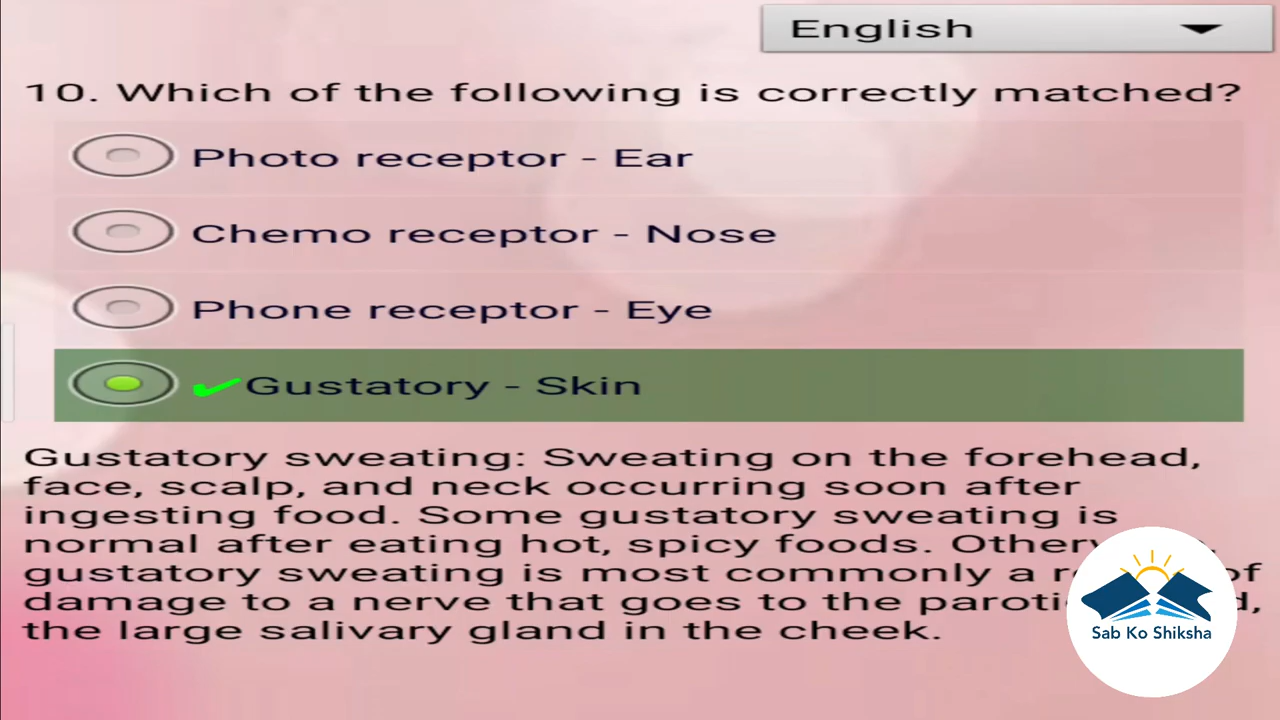 English
10. Which of the following is correctly matched?
Photo receptor - Ear
Chemo receptor - Nose
Phone receptor - Eye
Gustatory - Skin
Gustatory sweating: Sweating on the forehead,
face, scalp, and neck occurring soon after
ingesting food. Some gustatory sweating is
normal after eating hot, spicy foods.
gustatory sweating is most commonly a of
damage to a nerve that goes to the
the large salivary gland in the cheek.
Sab Ko Shiksha